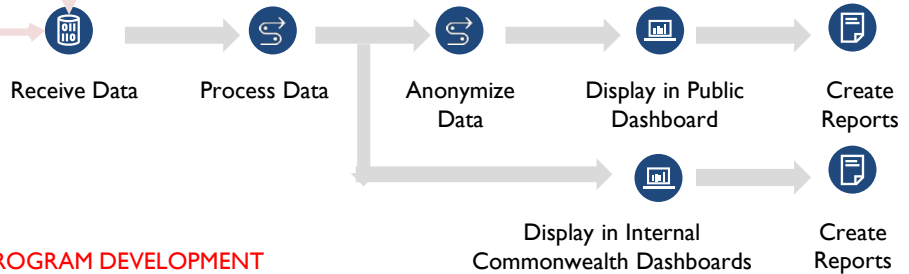 Receive Data
Process Data
Anonymize
Data
Display in Public
Dashboard
Create
Reports
Display in Internal
Commonwealth Dashboards
Create
Reports
ROGRAM DEVELOPMENT